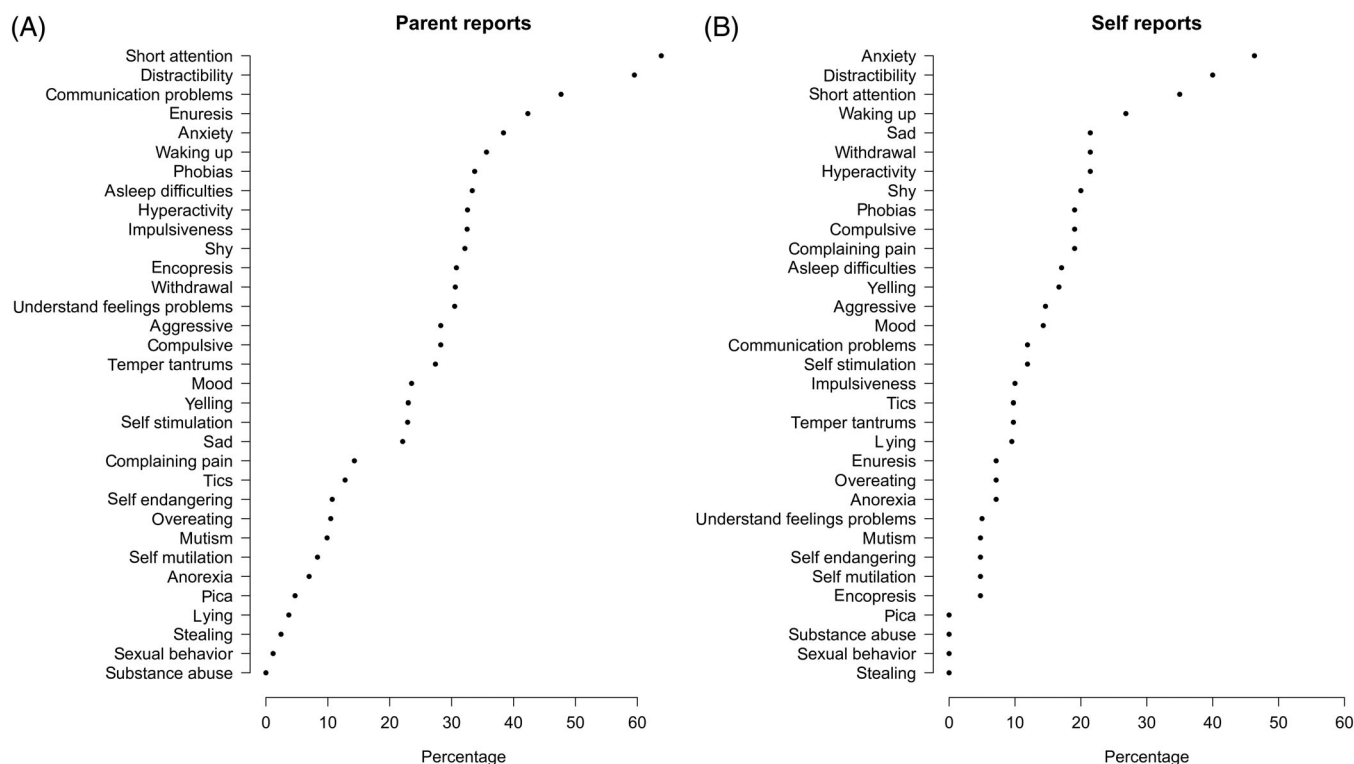 (A)
Parent reports
Short attention
Distractibility
Communication problems
Enuresis
Anxiety
Waking up
Phobias
Asleep difficulties
Hyperactivity
Impulsiveness
Shy
Encopresis
Withdrawal
Understand feelings problems
Aggressive
Compulsive
Temper tantrums
Mood
Yelling
Self stimulation
Sad
Complaining pain
Tics
Self endangering
Overeating
Mutism
Self mutilation
Anorexia
Pica
Lying
Stealing
Sexual behavior
Substance abuse
0 10 20 30 40 50 60
Percentage
(B)
Self reports
Anxiety
Distractibility
Short attention
Waking up
Sad
Withdrawal
Hyperactivity
Shy
Phobias
Compulsive
Complaining pain
Asleep difficulties
Yelling
Aggressive
Mood
Communication problems
Self stimulation
Impulsiveness
Tics
Temper tantrums
Lying
Enuresis
Overeating
Anorexia
Understand feelings problems
Mutism
Self endangering
Self mutilation
Encopresis
Pica
Substance abuse
Sexual behavior
Stealing
0 10 20 30 40 50 60
Percentage